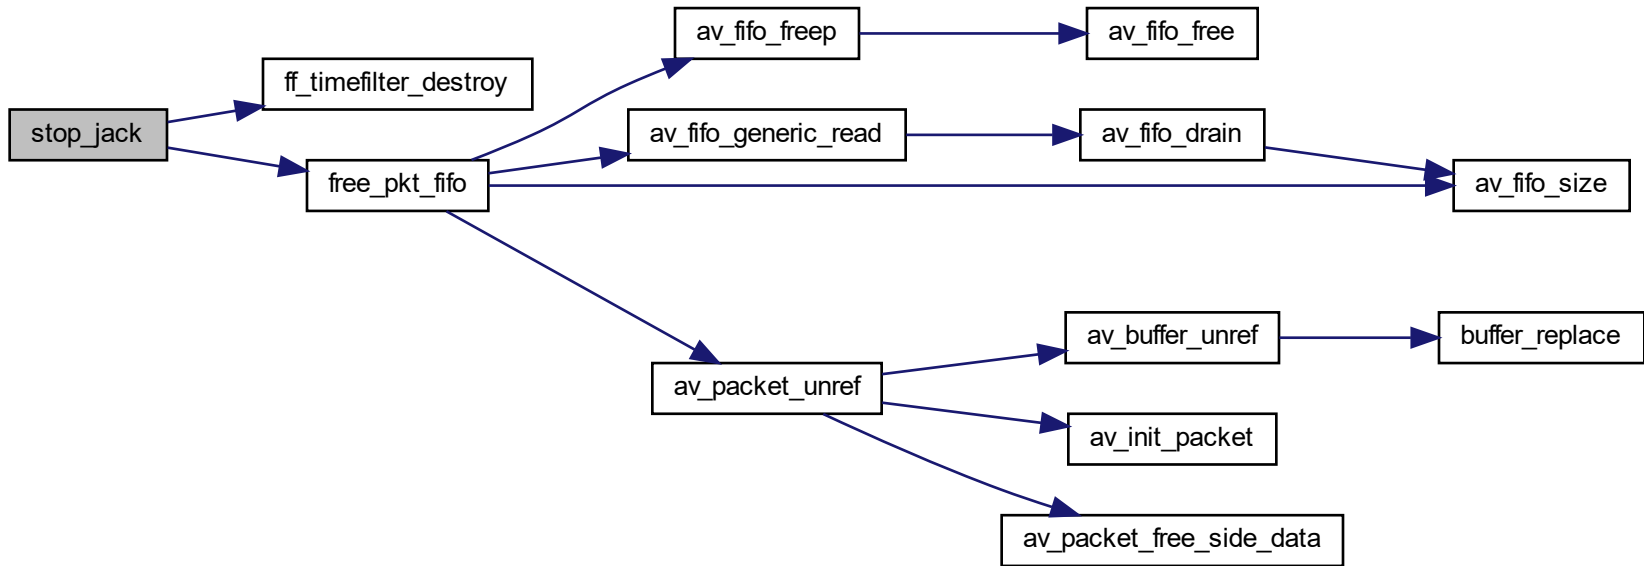 av_fifo_freep
av_fifo_free
ff_timefilter_destroy
stop_jack
av_fifo_generic_read
av_fifo_drain
free_pkt_fifo
av_fifo_size
av_buffer_unref
buffer_replace
av_packet_unref
av_init_packet
av_packet_free_side_data